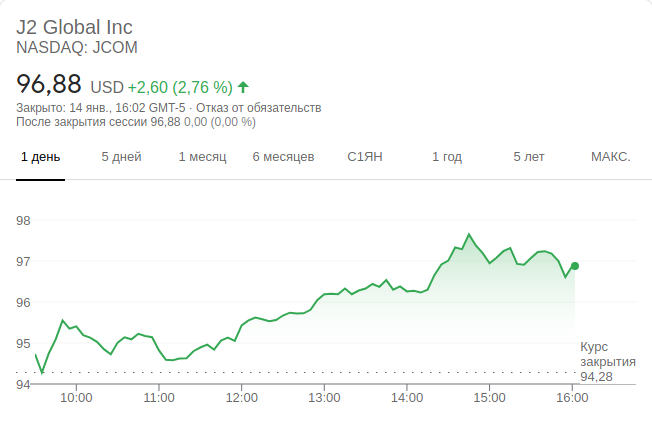 J2 Global Inc
NASDAQ: JCOM
96,88 USD +2,60 (2,76 %)
Закрыто: 14 янв., 16:02 GMT-5 · Отказ от обязательств
После закрытия сессии 96,88 0,00 (0,00 %)
1 день 5 дней 1 месяц 6 месяцев С1ЯН 1 год 5 лет МАКС.
98
97
96
95
94
Курс
закрытия
94,28
10:00 11:00 12:00 13:00 14:00 15:00 16:00